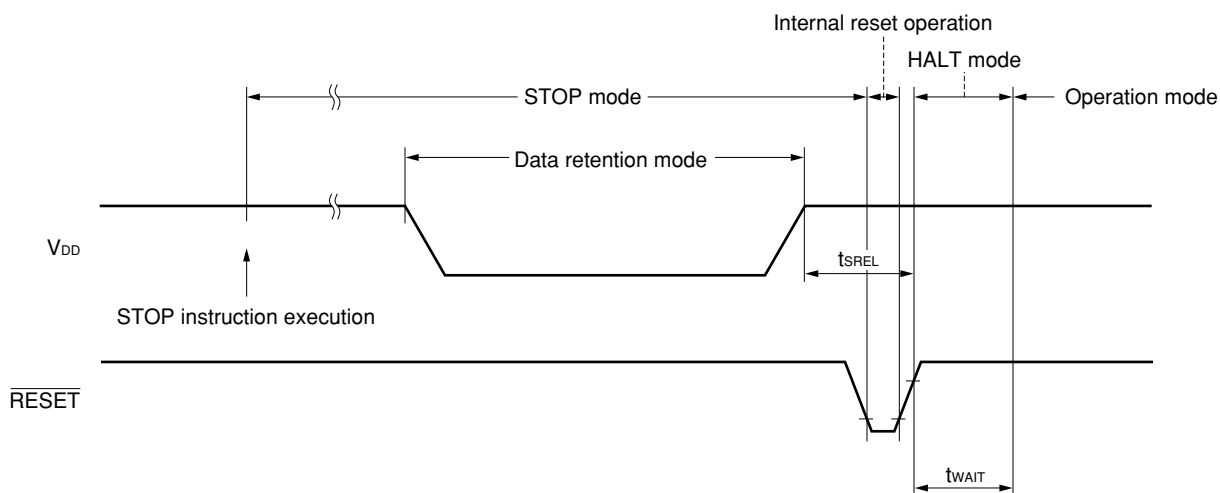 Internal reset operation
HALT mode
STOP mode
Operation mode
Data retention mode
VDD
tSREL
STOP instruction execution
RESET
tWAIT